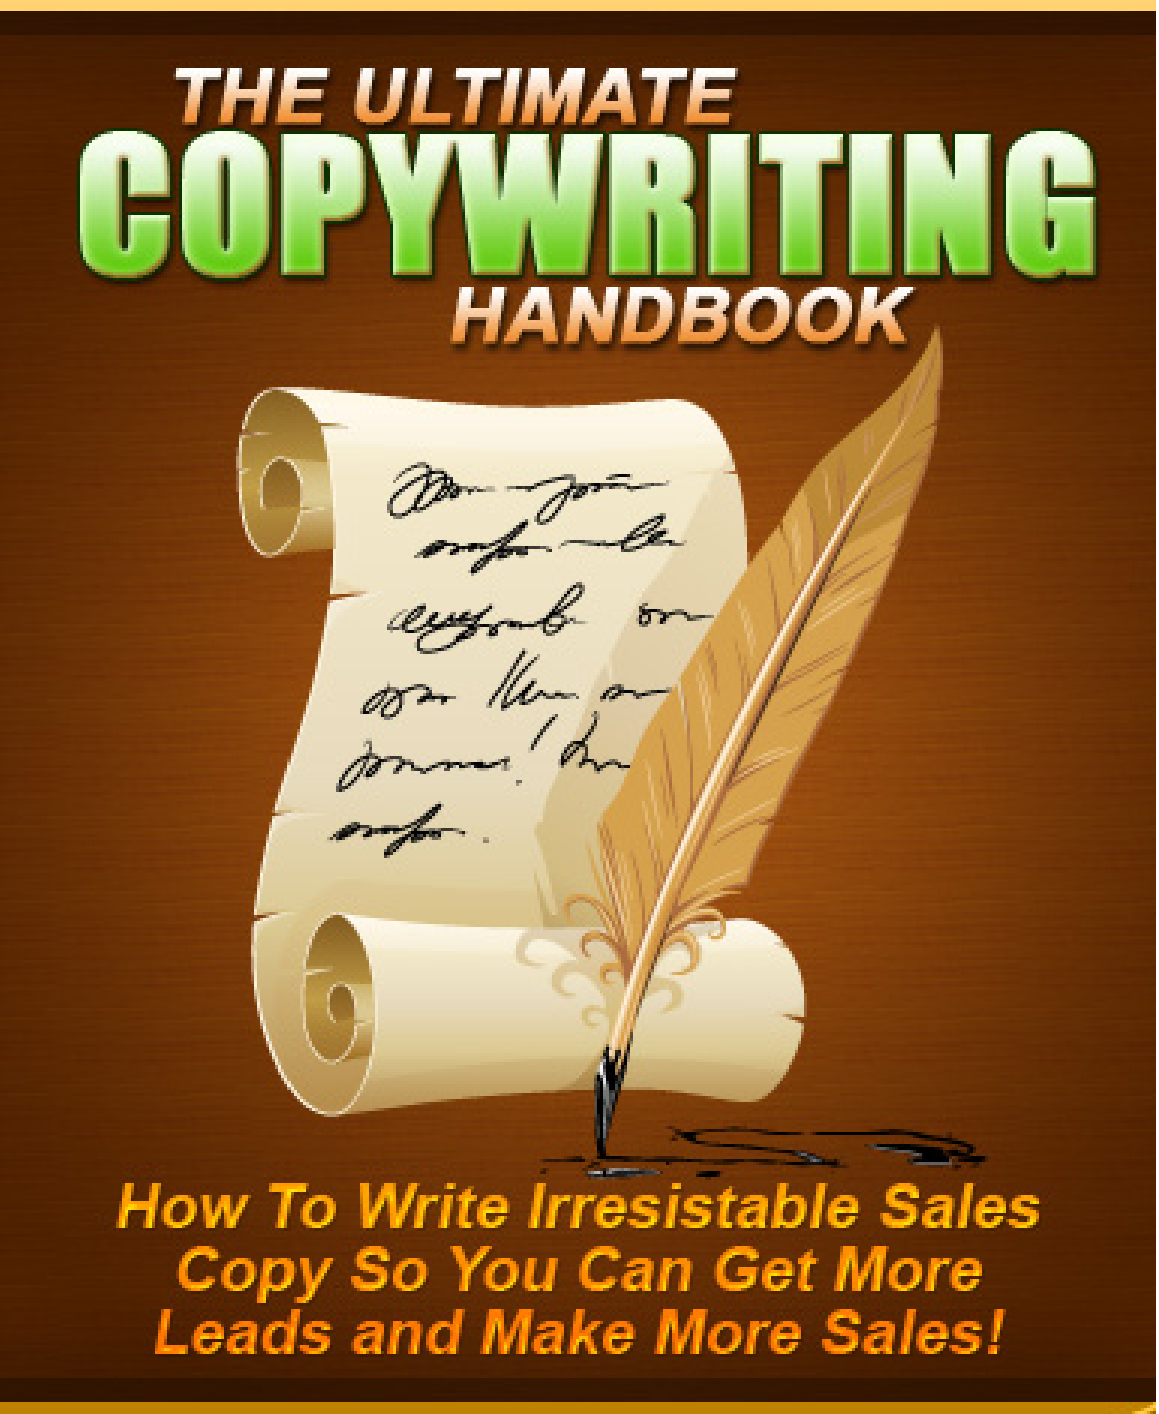 THE ULTIMATE
COPYWRITING
HANDBOOK
How To Write Irresistable Sales
Copy So You Can Get More
Leads and Make More Sales!